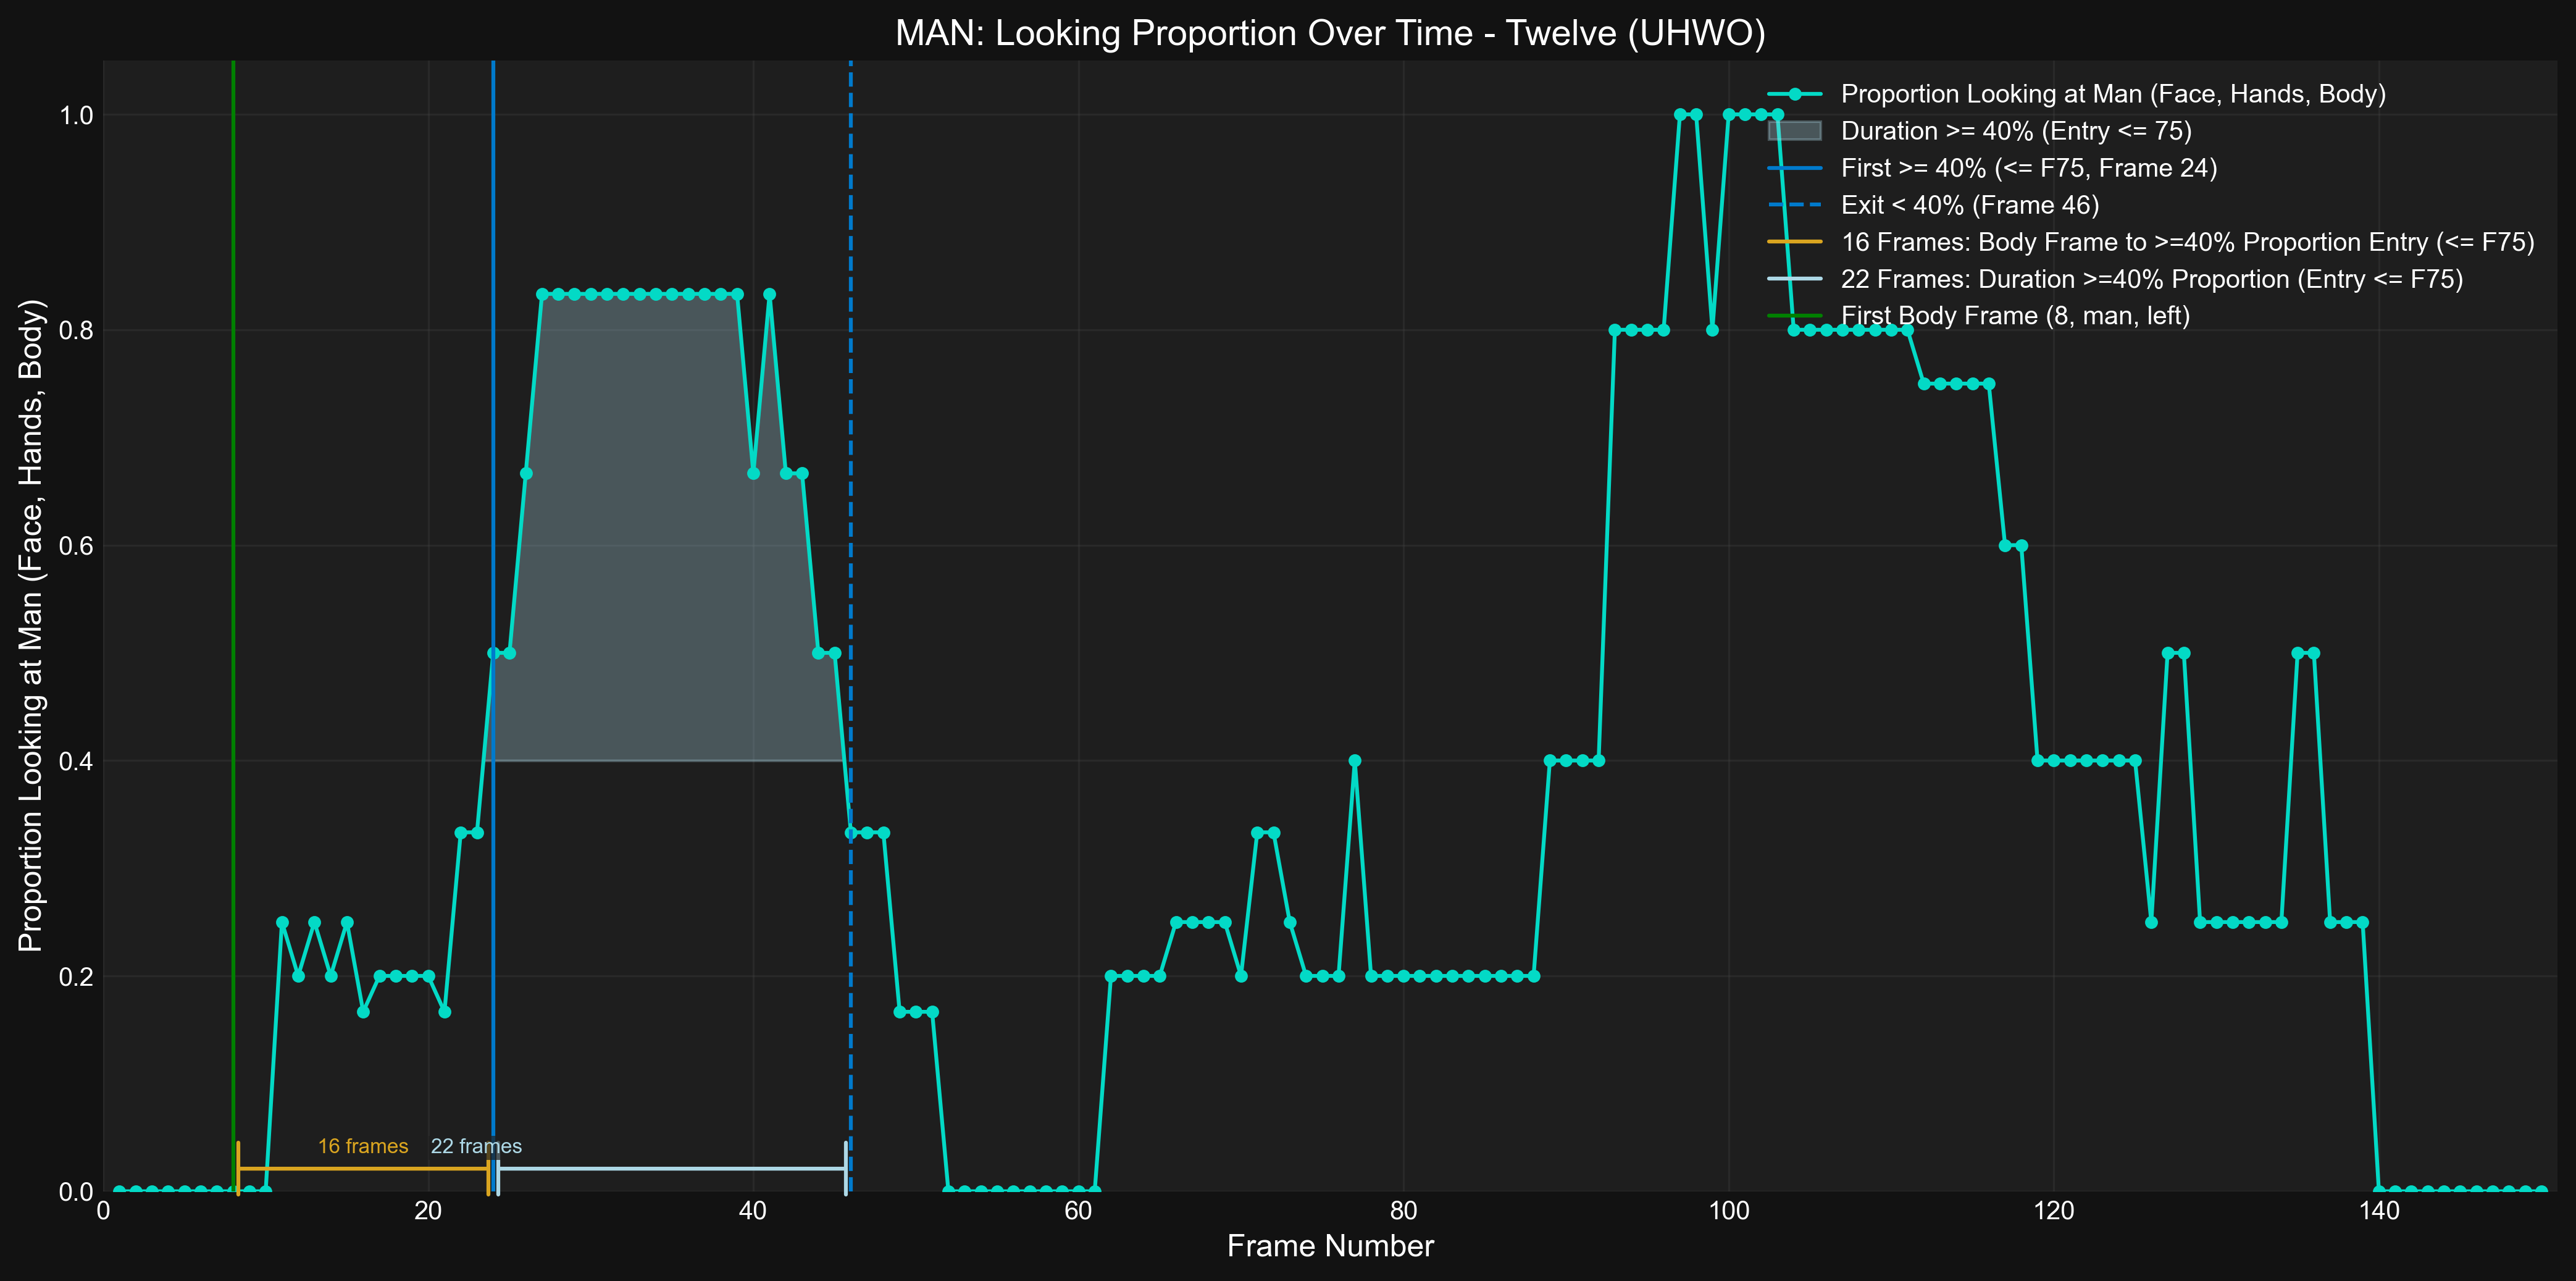 MAN: Looking Proportion Over Time - Twelve (UHWO)
Proportion Looking at Man (Face, Hands, Body)
1.0
0.8
0.6
0.4
0.2
0.0
Proportion Looking at Man (Face, Hands, Body)
Duration >= 40% (Entry <= 75)
First >= 40% (<= F75, Frame 24)
Exit < 40% (Frame 46)
16 Frames: Body Frame to >=40% Proportion Entry (<= F75)
22 Frames: Duration >=40% Proportion (Entry <= F75)
First Body Frame (8, man, left)
16 frames
22 frames
0
20
40
60
80
100
120
140
Frame Number